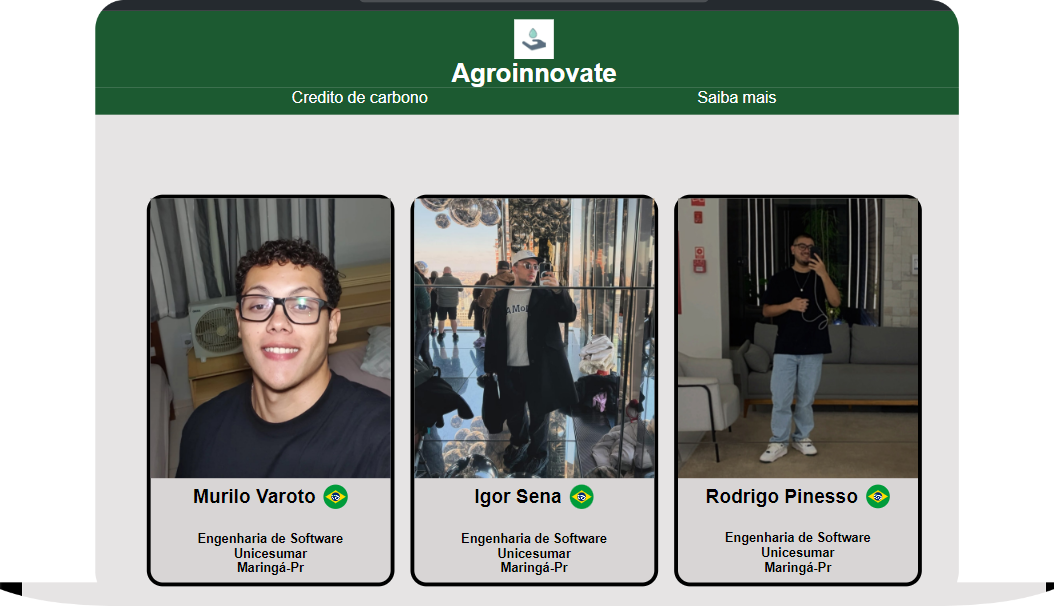 Agroinnovate
Credito de carbono
Saiba mais
Murilo Varoto
Engenharia de Software
Unicesumar
Maringá-Pr
Igor Sena
Engenharia de Software
Unicesumar
Maringá-Pr
Rodrigo Pinesso
Engenharia de Software
Unicesumar
Maringá-Pr